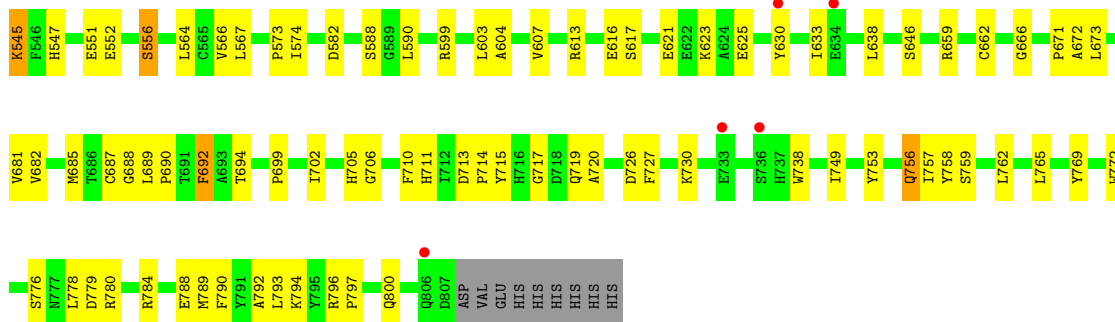 K545 F546 H547 E551 E552 S556 L564 C565 V566 L567 P573 I574 D582 S588 G589 L590 R599 L603 A604 V607 R613 E616 S617 E621 E622 K623 A624 E625 Y630 I633 E634 L638 S646 R659 C662 G666 P671 A672 L673
V681 V682 M685 T686 C687 G688 L689 P690 T691 F692 A693 T694 P699 I702 H705 G706 F710 H711 I712 D713 P714 Y715 H716 G717 D718 Q719 A720 D726 F727 K730 E733 S736 H737 W738 I749 Y753 Q756 I757 Y758 S759 L762 L765 Y769 W772
S776 N777 L778 D779 R780 R784 E788 M789 F790 Y791 A792 L793 K794 Y795 R796 P797 Q800 Q806 D807 ASP VAL GLU HIS HIS HIS HIS HIS HIS